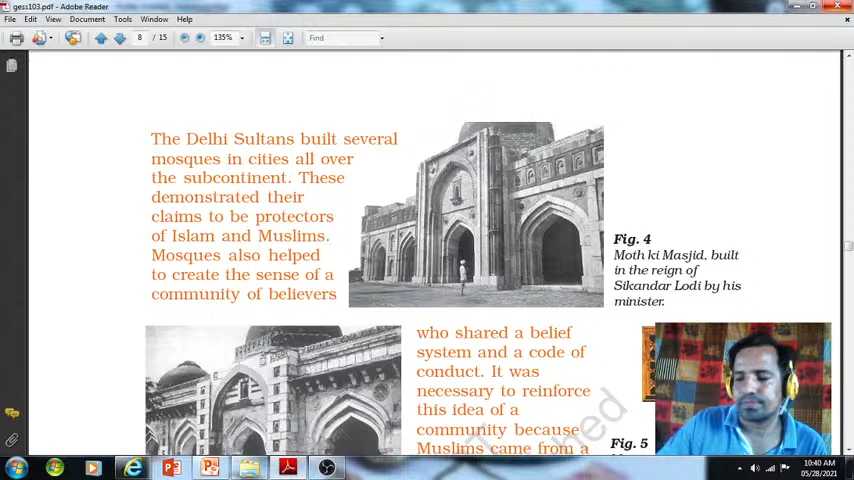 gess103.pdf - Adobe Reader
File Edit View Document Tools Window Help
8 / 15 135% Find
The Delhi Sultans built several
mosques in cities all over
the subcontinent. These
demonstrated their
claims to be protectors
of Islam and Muslims.
Mosques also helped
to create the sense of a
community of believers
Fig. 4
Moth ki Masjid, built
in the reign of
Sikandar Lodi by his
minister.
who shared a belief
system and a code of
conduct. It was
necessary to reinforce
this idea of a
community because
Muslims came from a
Fig. 5
10:40 AM
05/28/2021